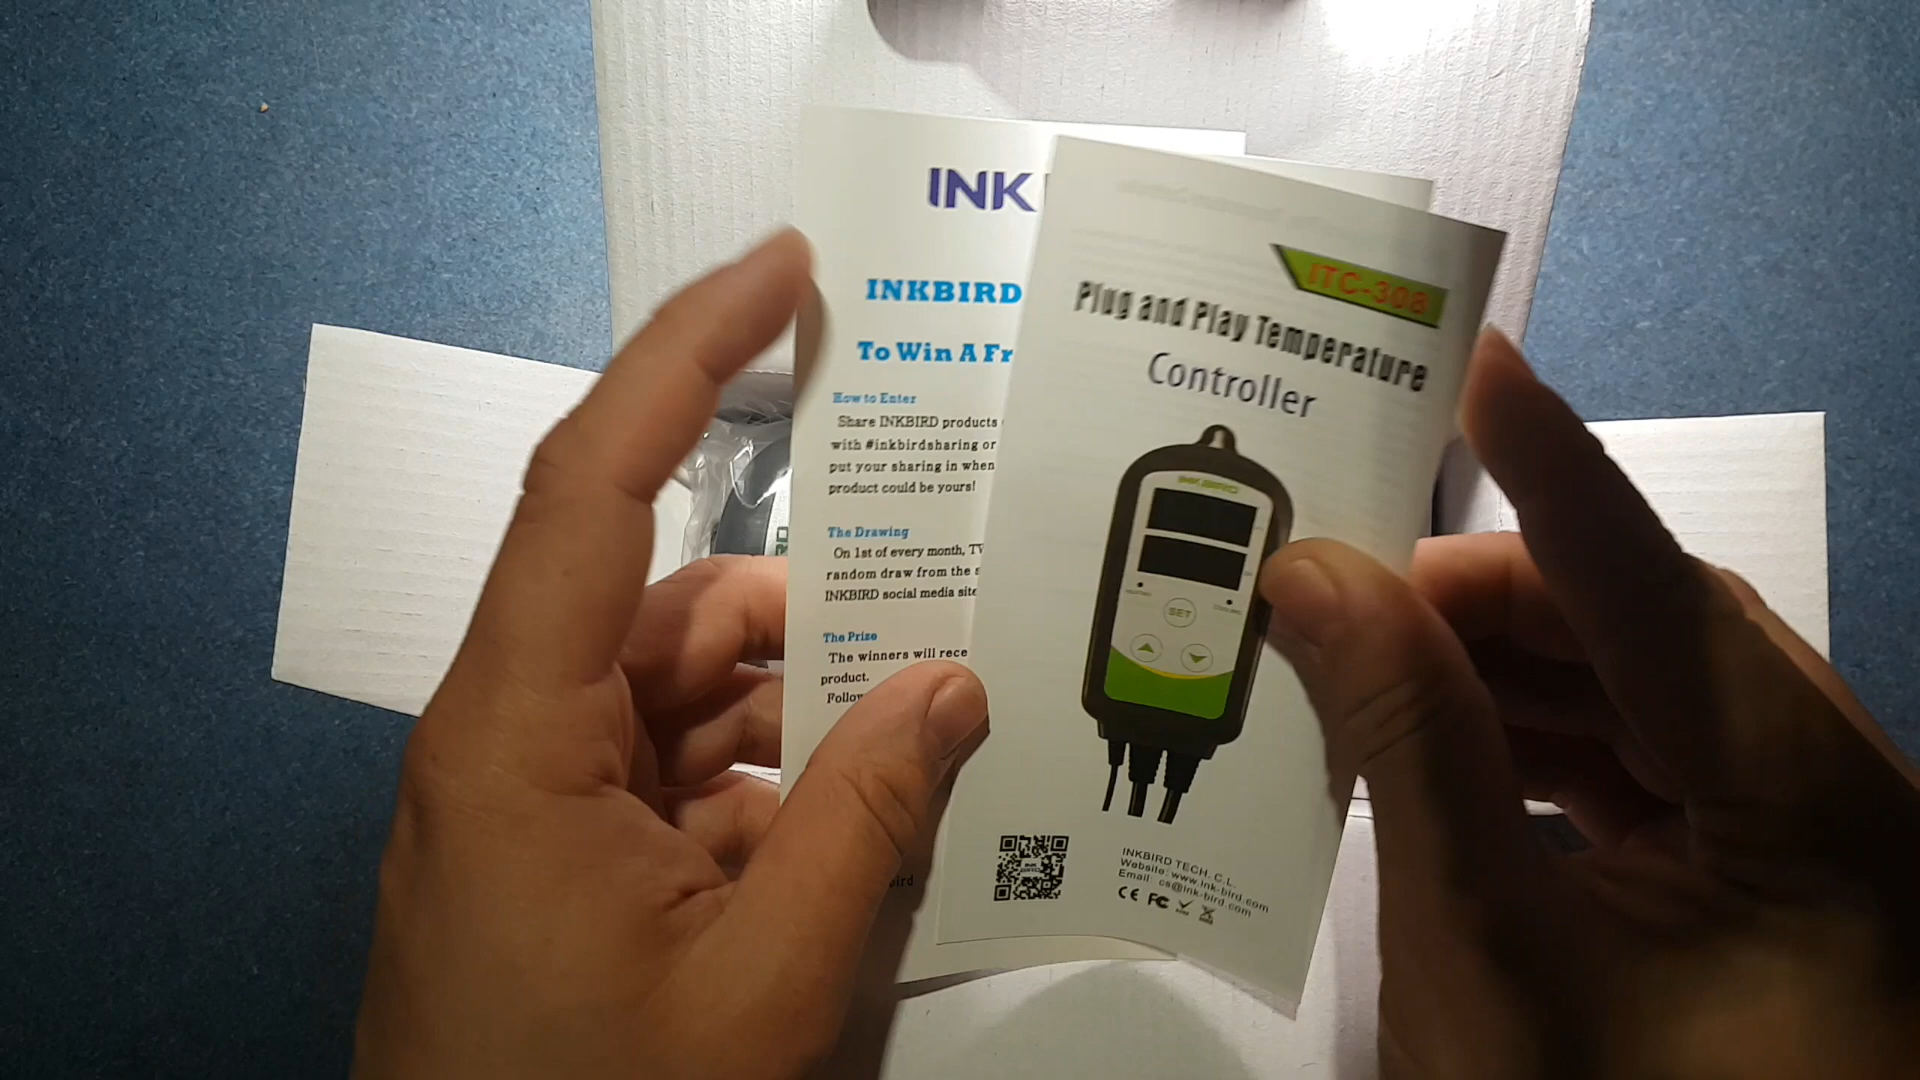 INK
INKBIRD
To Win A Fr
How to Enter
Share INKBIRD products
with #inkbirdsharing or
put your sharing in when
product could be yours!
The Drawing
On 1st of every month,
random draw from the
INKBIRD social media site
The Prize
The winners will rece
product.
Follow
bird
ITC-308
Plug and Play Temperature
Controller
INKBIRD
SET
INKBIRD TECH. C.L.
Website: www.ink-bird.com
Email: cs@ink-bird.com
CE FC